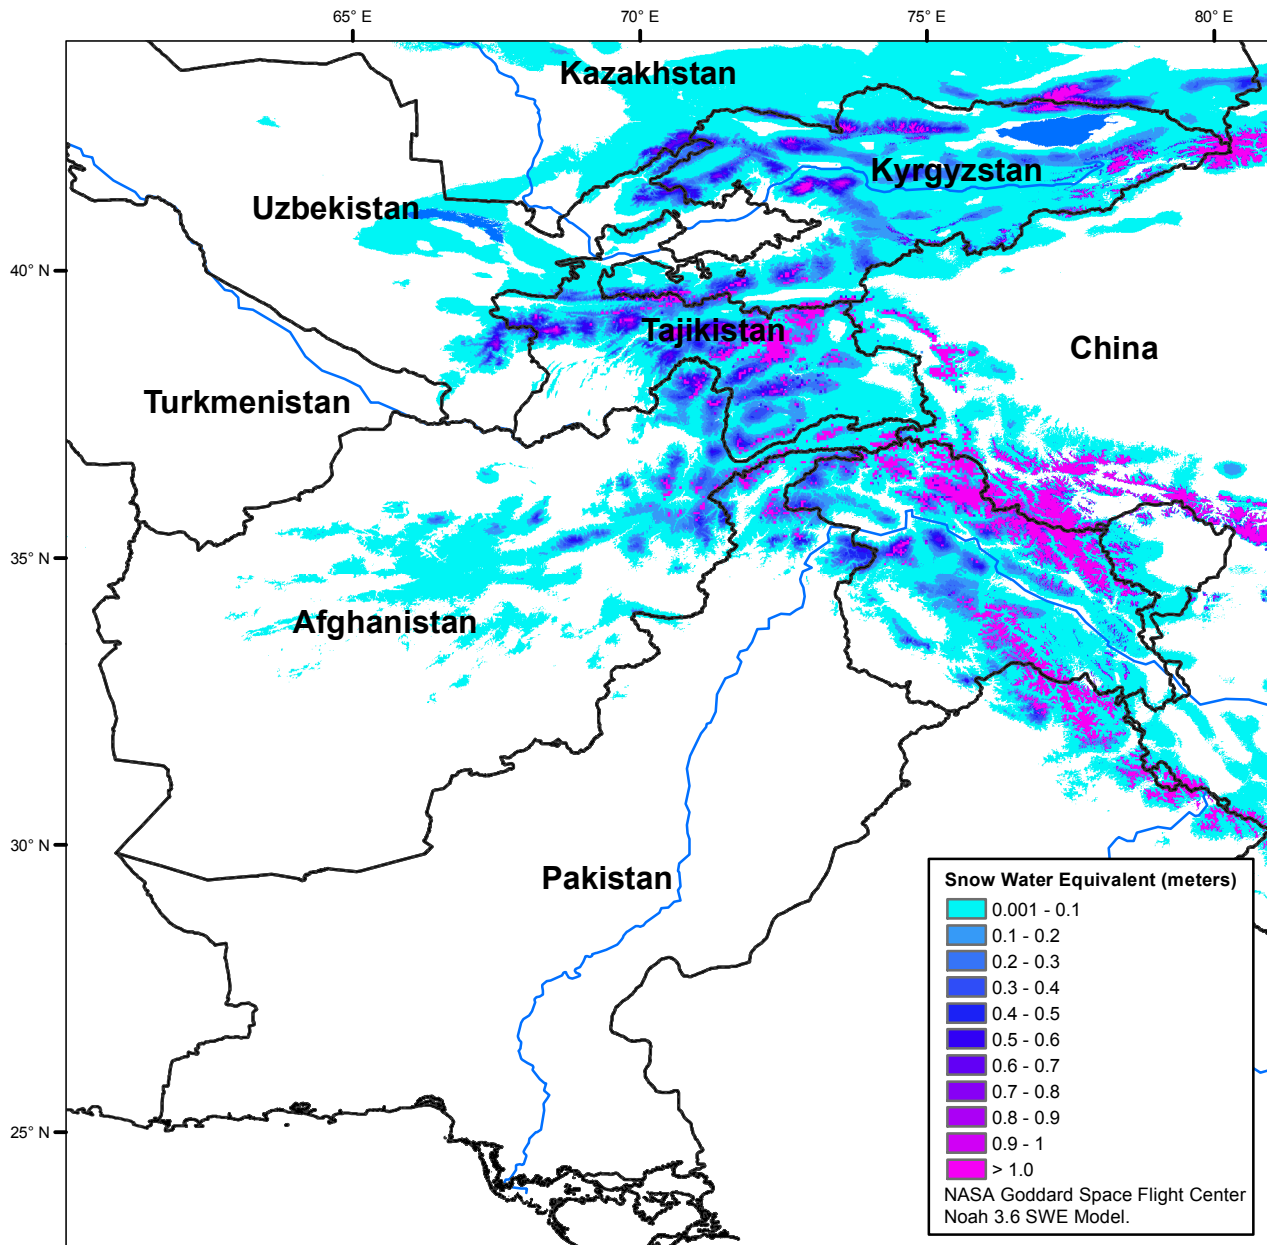 65° E
70° E
75° E
80° E
Kazakhstan
Kyrgyzstan
Uzbekistan
40° N
Tajikistan
China
Turkmenistan
35° N
Afghanistan
30° N
Pakistan
Snow Water Equivalent (meters)
0.001 - 0.1
0.1 - 0.2
0.2 - 0.3
0.3 - 0.4
0.4 - 0.5
0.5 - 0.6
0.6 - 0.7
0.7 - 0.8
0.8 - 0.9
0.9 - 1
> 1.0
25° N
NASA Goddard Space Flight Center
Noah 3.6 SWE Model.